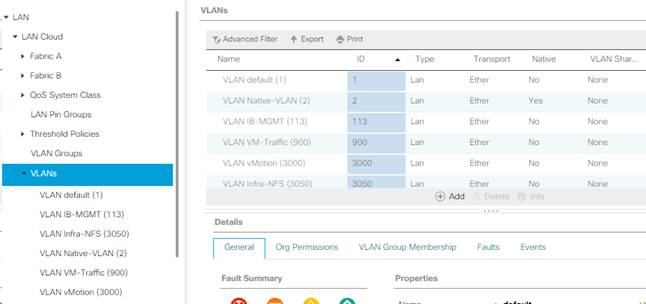 LAN
LAN Cloud
Fabric A
Fabric B
QoS System Class
LAN Pin Groups
Threshold Policies
VLAN Groups
VLANs
VLAN default (1)
VLAN IB-MGMT (113)
VLAN Infra-NFS (3050)
VLAN Native-VLAN (2)
VLAN VM-Traffic (900)
VLAN vMotion (3000)
VLANs
Advanced Filter Export Print
Name ID Type Transport Native VLAN Shar...
VLAN default (1) 1 Lan Ether No None
VLAN Native-VLAN (2) 2 Lan Ether Yes None
VLAN IB-MGMT (113) 113 Lan Ether No None
VLAN VM-Traffic (900) 900 Lan Ether No None
VLAN vMotion (3000) 3000 Lan Ether No None
VLAN Infra-NFS (3050) 3050 Lan Ether No None
Add Delete Info
Details
General Org Permissions VLAN Group Membership Faults Events
Fault Summary Properties
Name : default